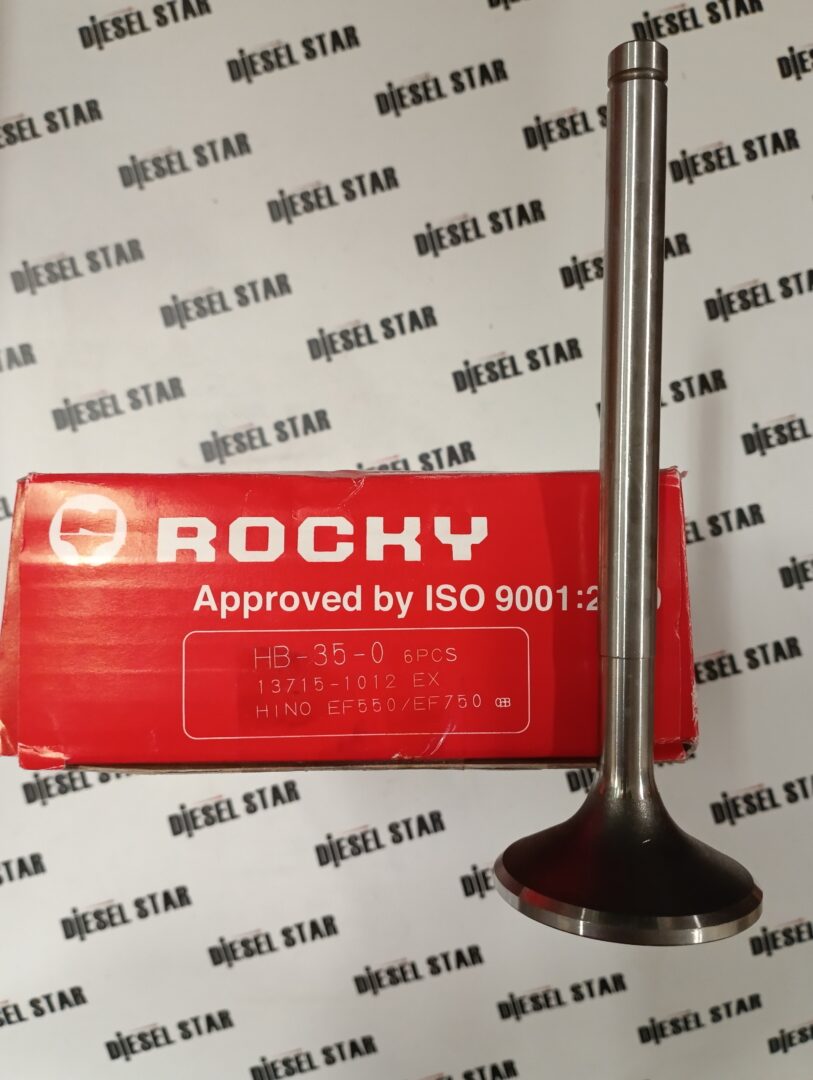 ROCKY
Approved by ISO 9001:2
HB-35-0 6PCS
13715-1012 EX
HINO EF550/EF750
DIESEL STAR